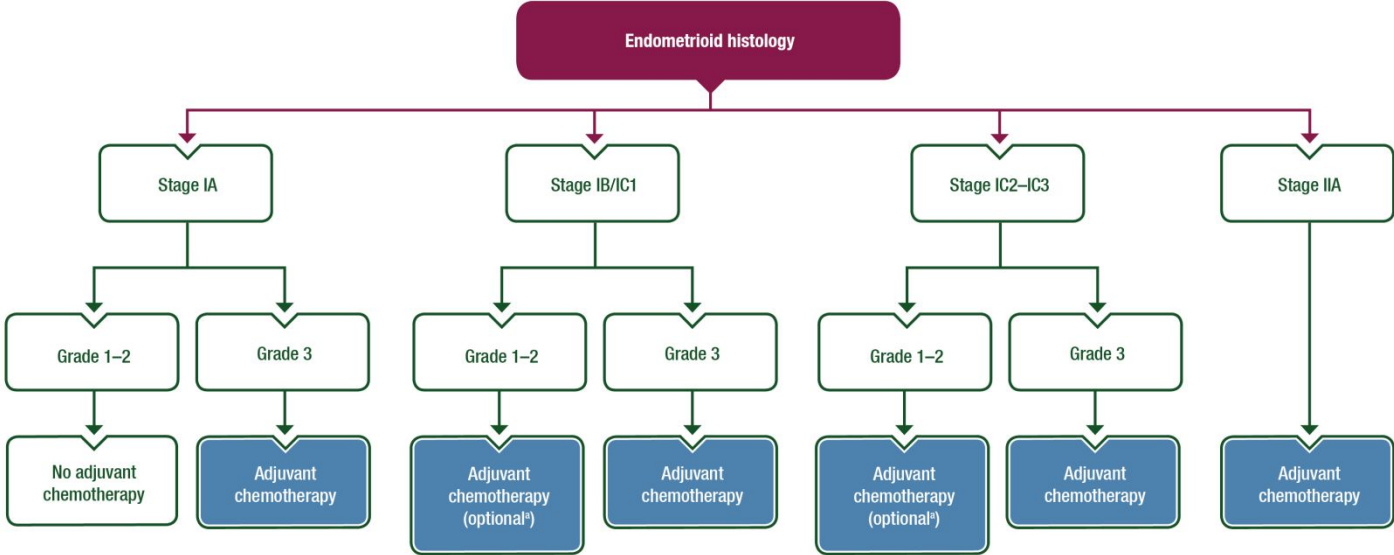 Endometrioid histology
Stage IA
Stage IB/IC1
Stage IC2–IC3
Stage IIA
Grade 1–2
Grade 3
Grade 1–2
Grade 3
Grade 1–2
Grade 3
No adjuvant
chemotherapy
Adjuvant
chemotherapy
Adjuvant
chemotherapy
(optionalᵃ)
Adjuvant
chemotherapy
Adjuvant
chemotherapy
(optionalᵃ)
Adjuvant
chemotherapy
Adjuvant
chemotherapy